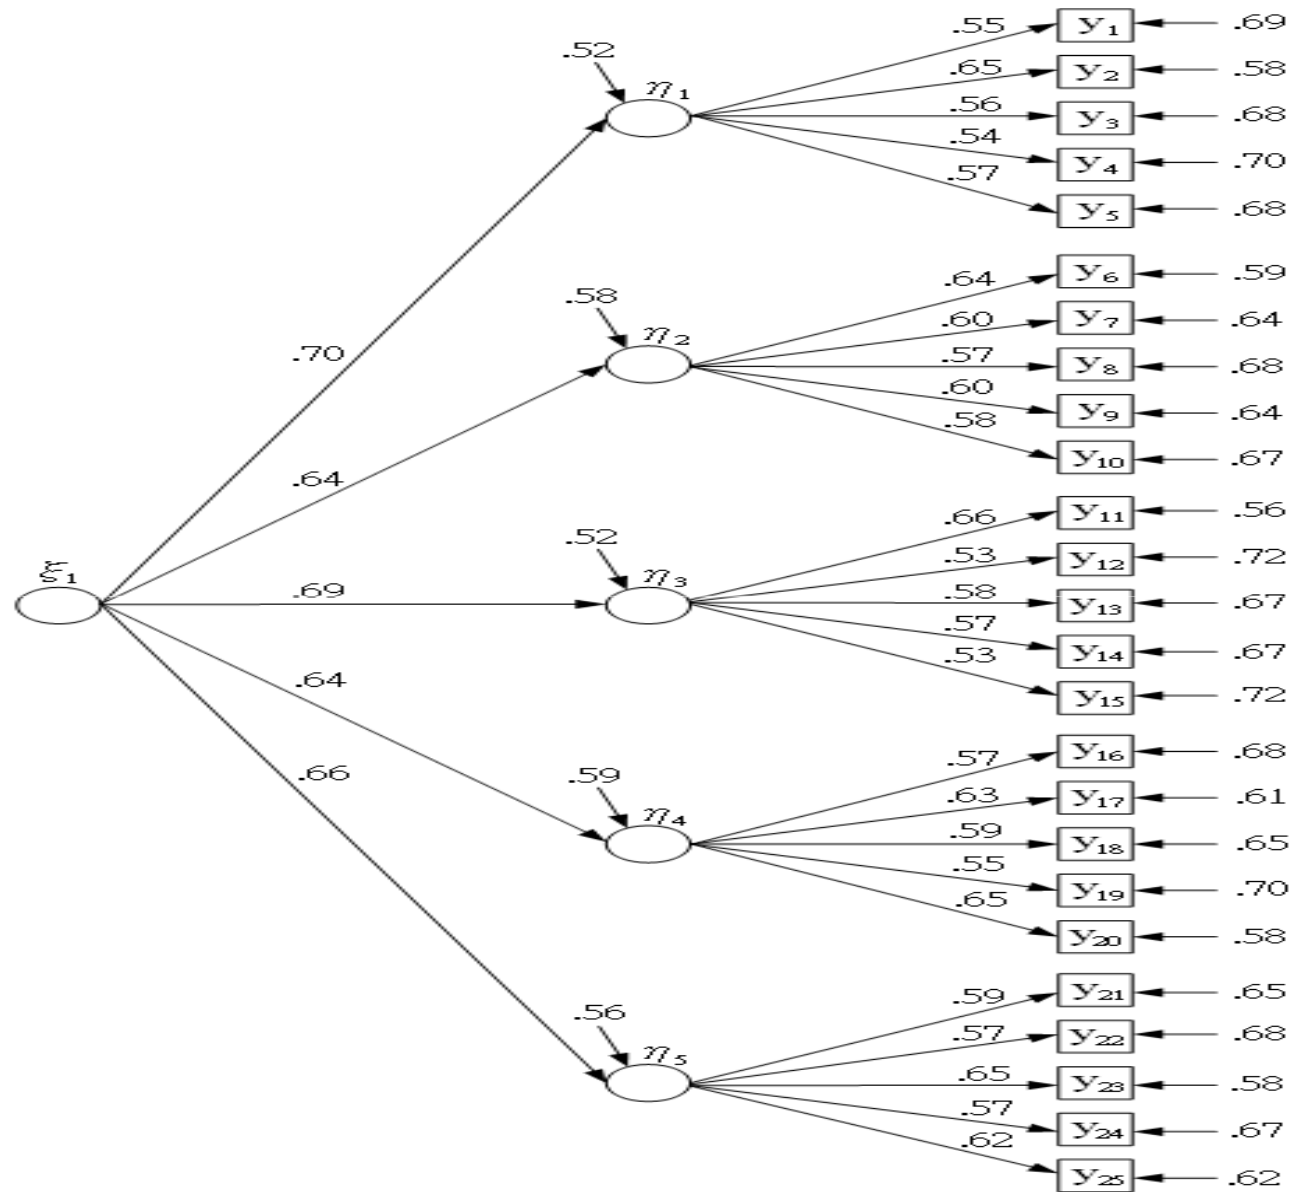 .55 y₁ .69
.52
.65 y₂ .58
η₁
.56 y₃ .68
.54 y₄ .70
.57 y₅ .68
.64 y₆ .59
.58
.60 y₇ .64
η₂
.70
.57 y₈ .68
.60 y₉ .64
.58 y₁₀ .67
.64
.66 y₁₁ .56
.52
.53 y₁₂ .72
ξ₁ η₃
.69
.58 y₁₃ .67
.57 y₁₄ .67
.53 y₁₅ .72
.64
.57 y₁₆ .68
.66
.59
.63 y₁₇ .61
η₄
.59 y₁₈ .65
.55 y₁₉ .70
.65 y₂₀ .58
.59 y₂₁ .65
.56
.57 y₂₂ .68
η₅
.65 y₂₃ .58
.57 y₂₄ .67
.62 y₂₅ .62